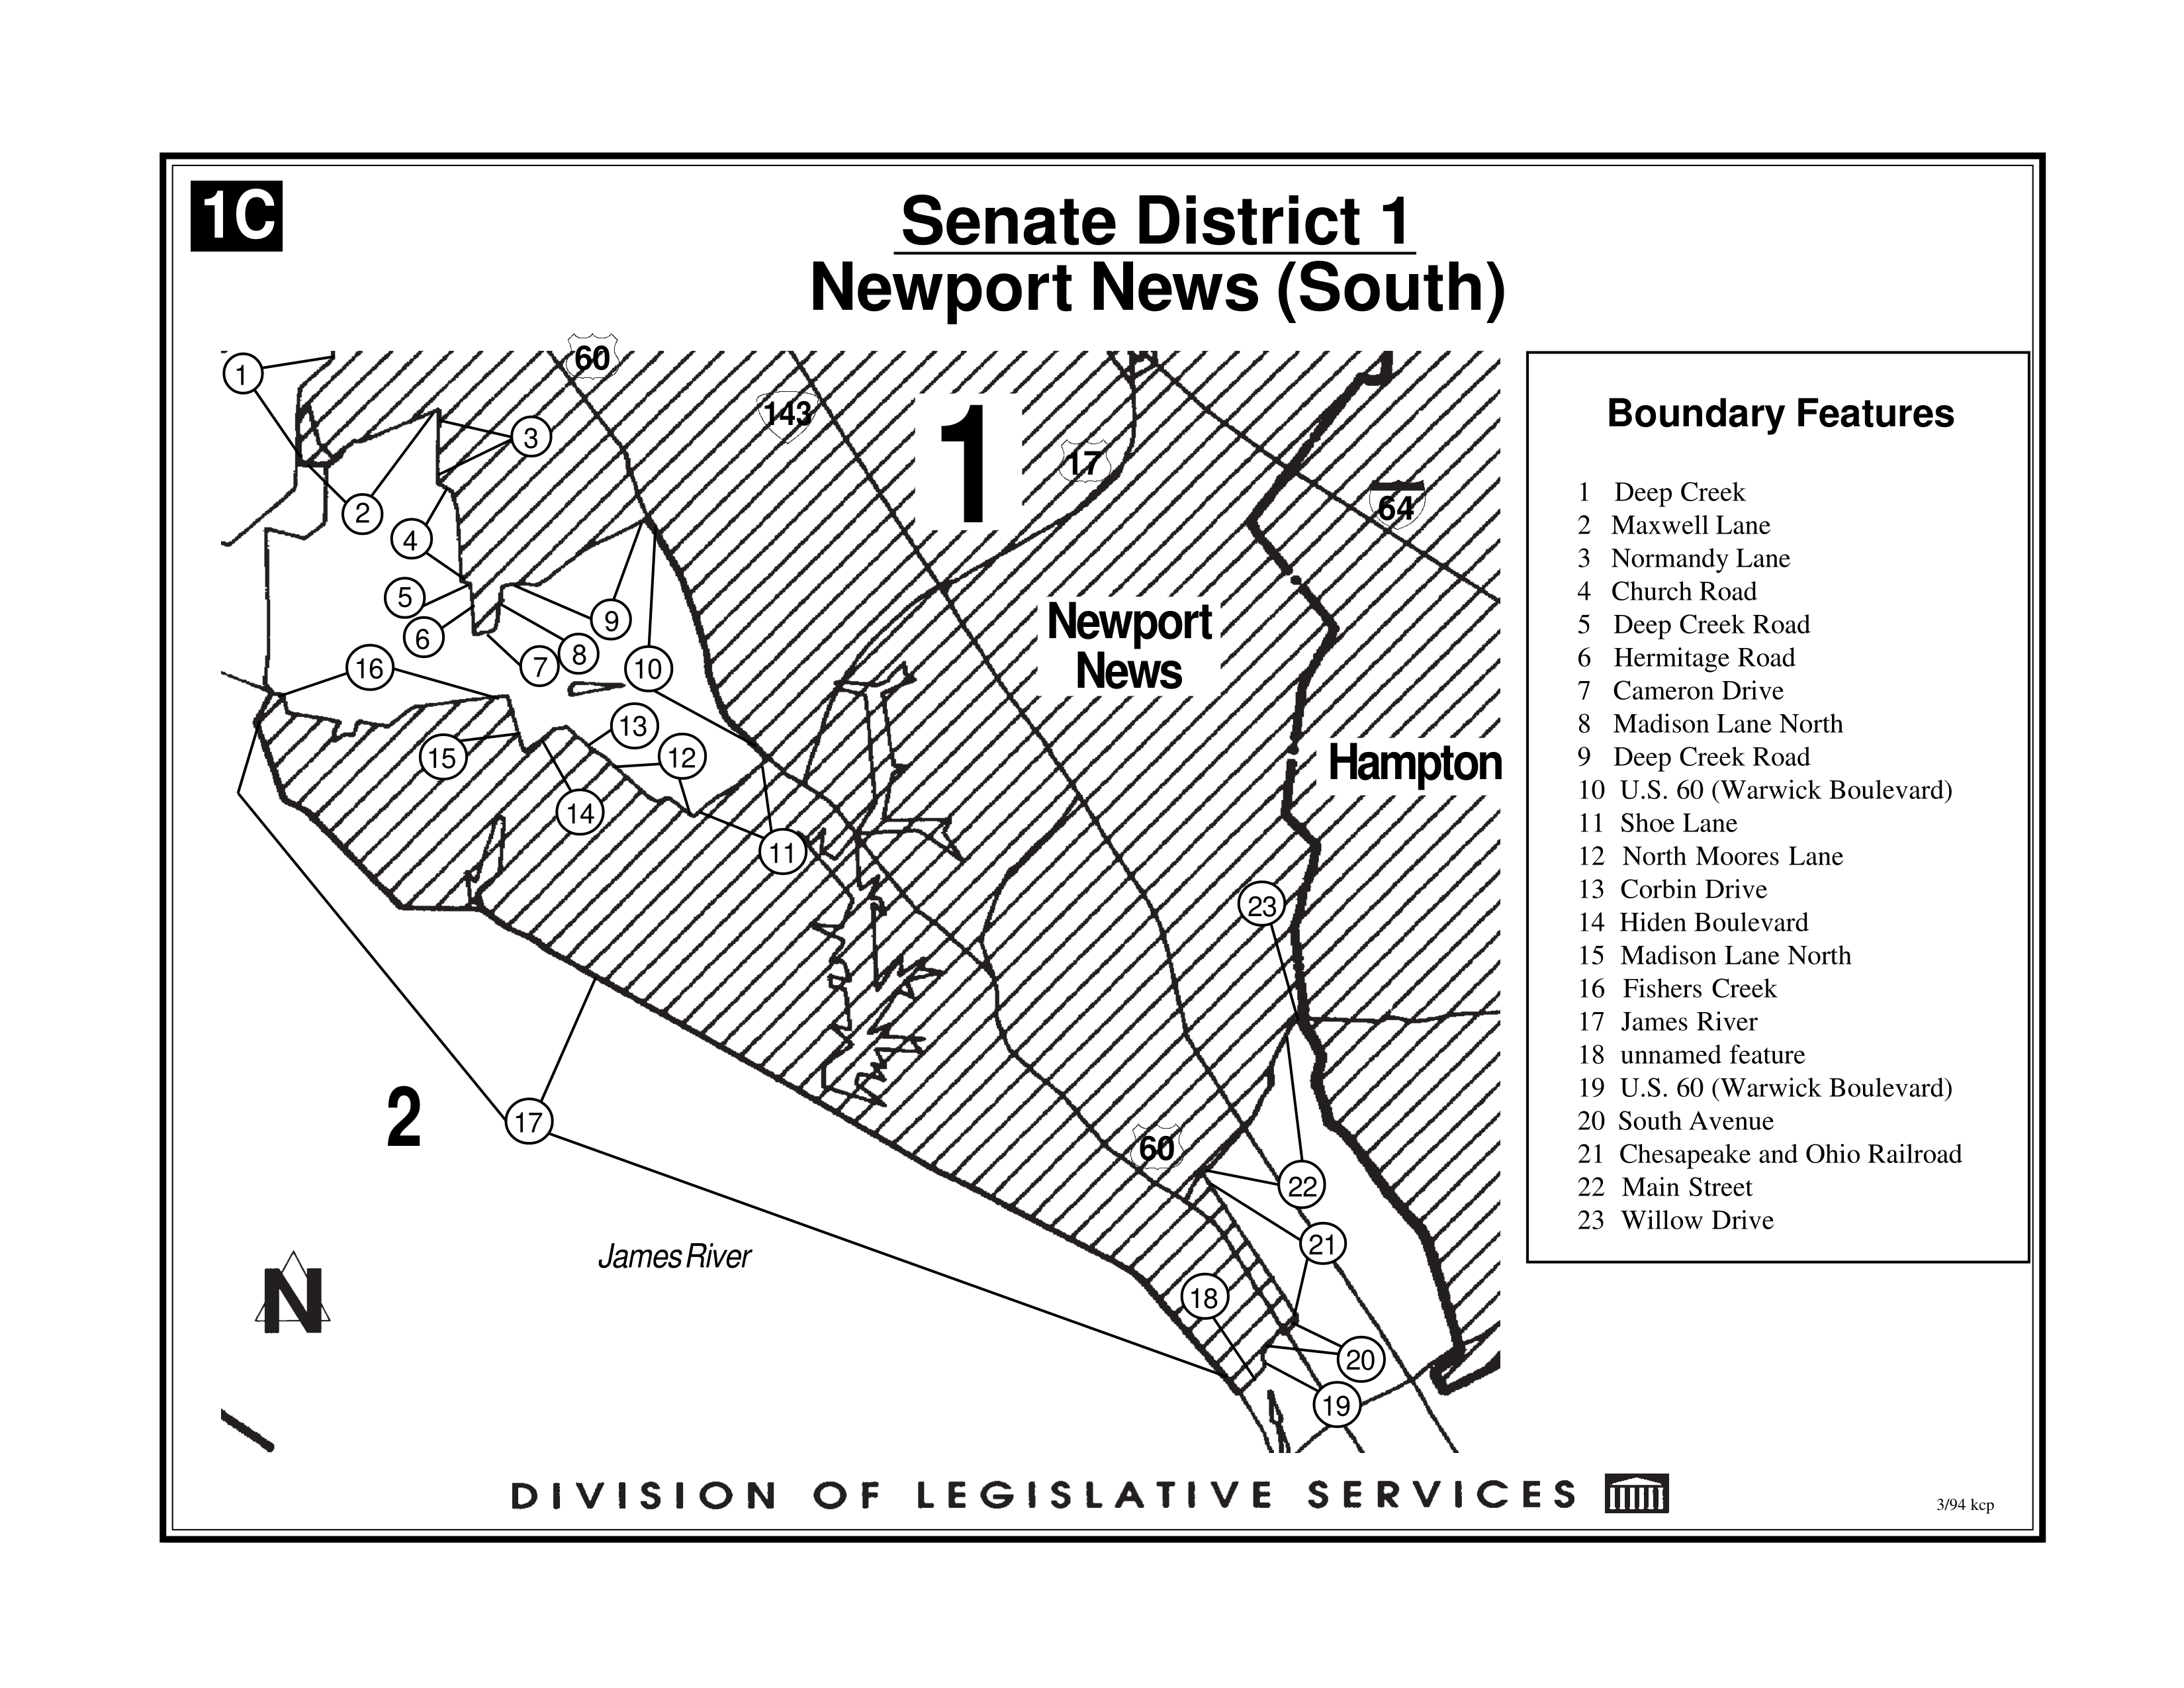 1C
Senate District 1
Newport News (South)
60
1
143
1
17
3
64
2
4
5
9
6
8
7
10
16
13
15
12
14
11
Newport
News
Hampton
23
2
17
60
22
James River
21
18
20
19
N
Boundary Features
1 Deep Creek
2 Maxwell Lane
3 Normandy Lane
4 Church Road
5 Deep Creek Road
6 Hermitage Road
7 Cameron Drive
8 Madison Lane North
9 Deep Creek Road
10 U.S. 60 (Warwick Boulevard)
11 Shoe Lane
12 North Moores Lane
13 Corbin Drive
14 Hiden Boulevard
15 Madison Lane North
16 Fishers Creek
17 James River
18 unnamed feature
19 U.S. 60 (Warwick Boulevard)
20 South Avenue
21 Chesapeake and Ohio Railroad
22 Main Street
23 Willow Drive
DIVISION OF LEGISLATIVE SERVICES
3/94 kcp